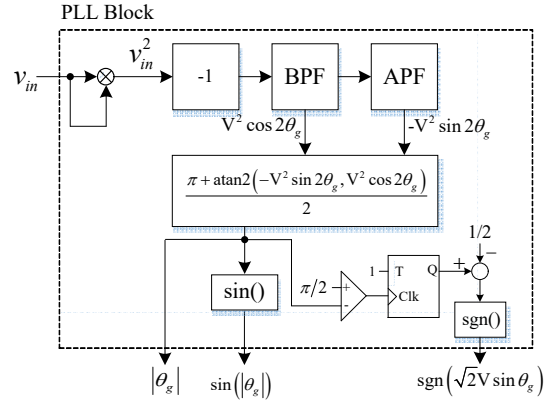 PLL Block
v_in
v_in^2
-1
BPF
APF
V^2 cos 2θ_g
-V^2 sin 2θ_g
π + atan2(-V^2 sin 2θ_g, V^2 cos 2θ_g)
2
1/2
sin()
π/2
+
-
1
T
Q
Clk
+
−
sgn()
|θ_g|
sin(|θ_g|)
sgn(√2V sin θ_g)